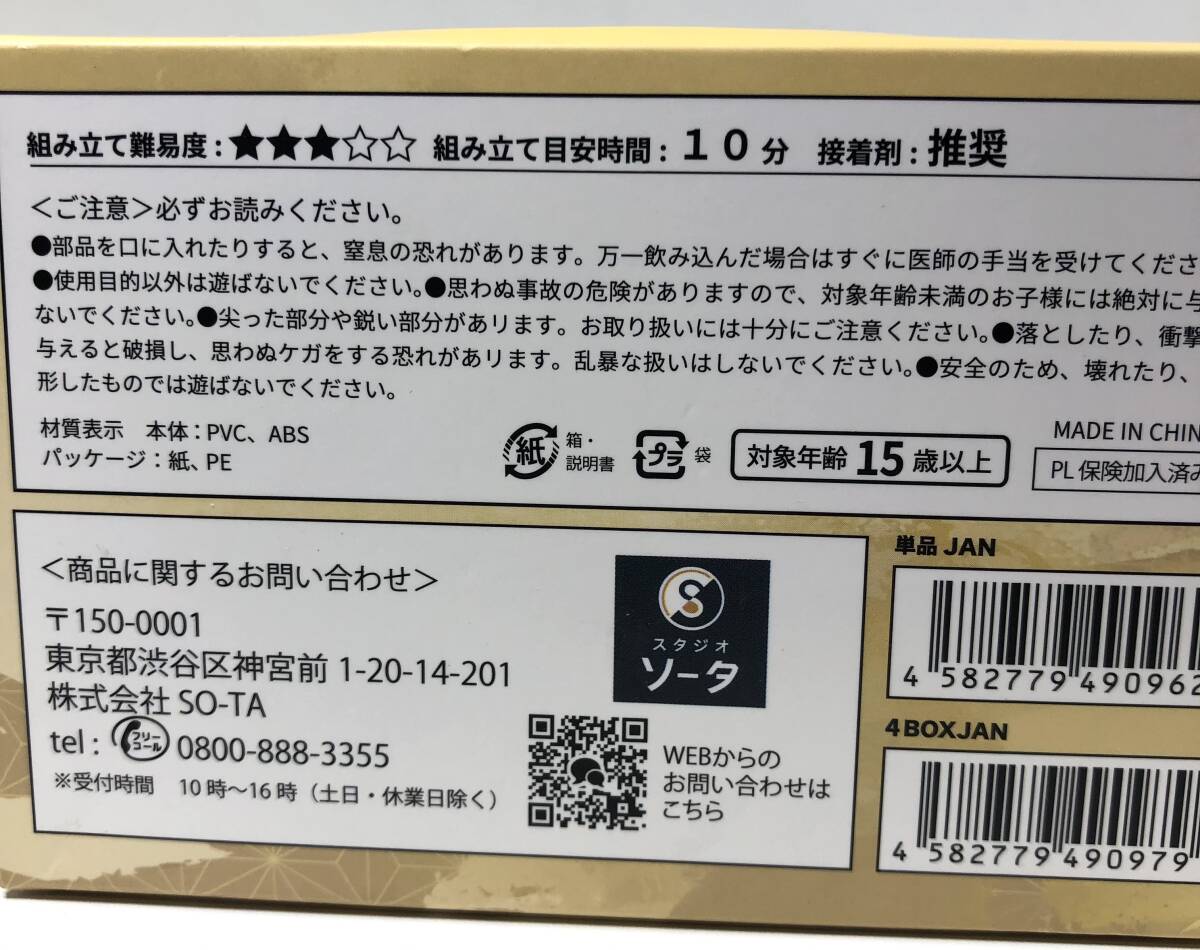 組み立て難易度:★★★☆☆ 組み立て目安時間:10分 接着剤:推奨
＜ご注意＞必ずお読みください。
●部品を口に入れたりすると、窒息の恐れがあります。万一飲み込んだ場合はすぐに医師の手当を受けてくださ
●使用目的以外は遊ばないでください。●思わぬ事故の危険がありますので、対象年齢未満のお子様には絶対に与
ないでください。●尖った部分や鋭い部分があります。お取り扱いには十分にご注意ください。●落としたり、衝撃
与えると破損し、思わぬケガをする恐れがあります。乱暴な扱いはしないでください。●安全のため、壊れたり、
形したものでは遊ばないでください。
材質表示 本体:PVC、ABS
パッケージ:紙、PE
紙 箱・
説明書
プラ 袋
対象年齢 15 歳以上
MADE IN CHIN
PL保険加入済み
＜商品に関するお問い合わせ＞
〒150-0001
東京都渋谷区神宮前 1-20-14-201
株式会社 SO-TA
tel: フリーコール 0800-888-3355
※受付時間 10時～16時（土日・休業日除く）
S
スタジオ
ソータ
WEBからの
お問い合わせは
こちら
単品 JAN
4 582779 490962
4BOXJAN
4 582779 490979